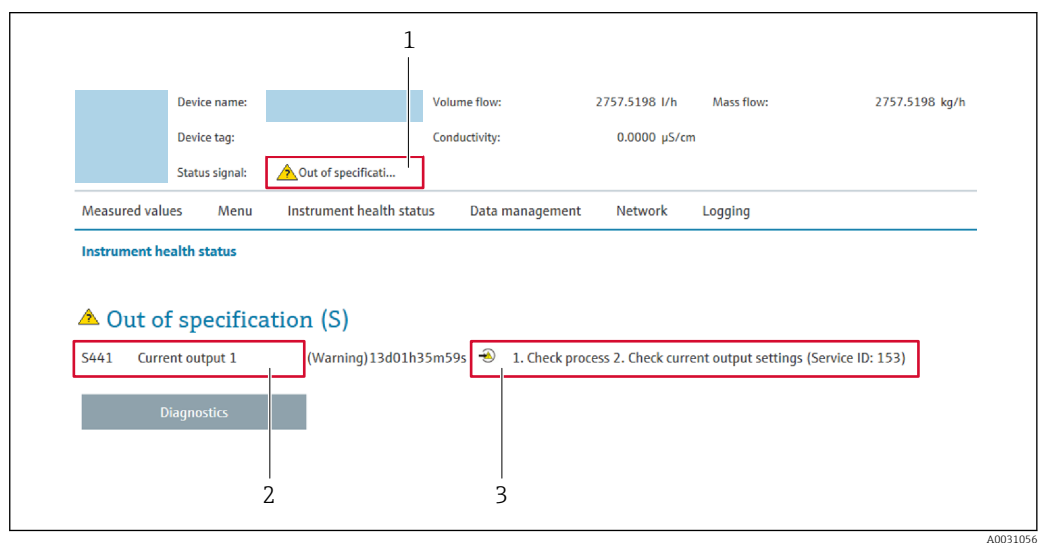 1
Device name: Volume flow: 2757.5198 l/h Mass flow: 2757.5198 kg/h
Device tag: Conductivity: 0.0000 µS/cm
Status signal: Out of specificati...
Measured values Menu Instrument health status Data management Network Logging
Instrument health status
Out of specification (S)
S441 Current output 1 (Warning)13d01h35m59s 1. Check process 2. Check current output settings (Service ID: 153)
Diagnostics
2 3
A0031056